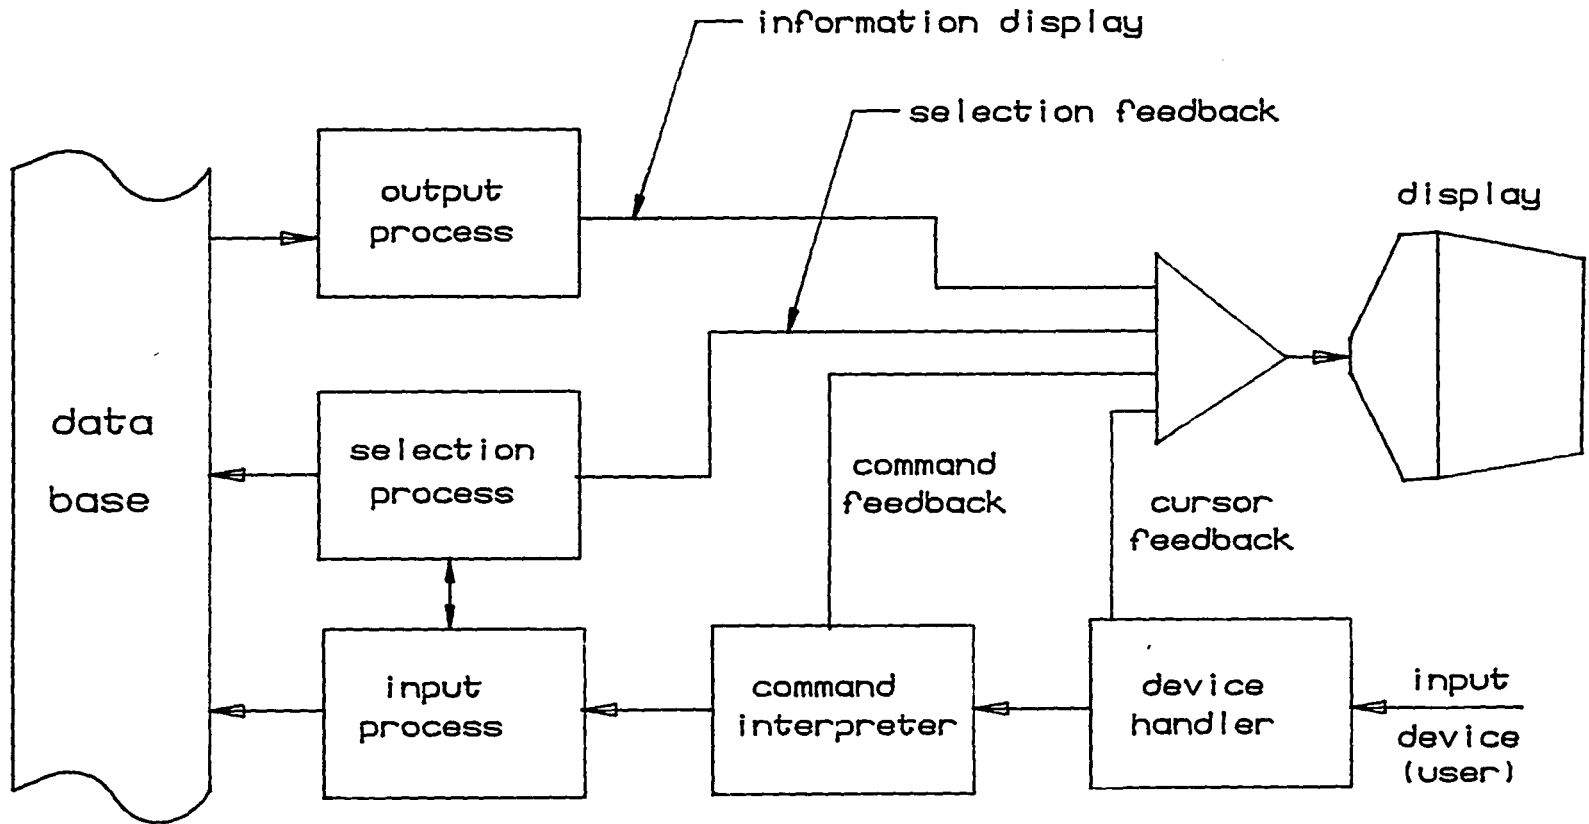 information display
selection feedback
output
process
display
data
base
selection
process
command
feedback
cursor
feedback
input
process
command
interpreter
device
handler
input
device
(user)